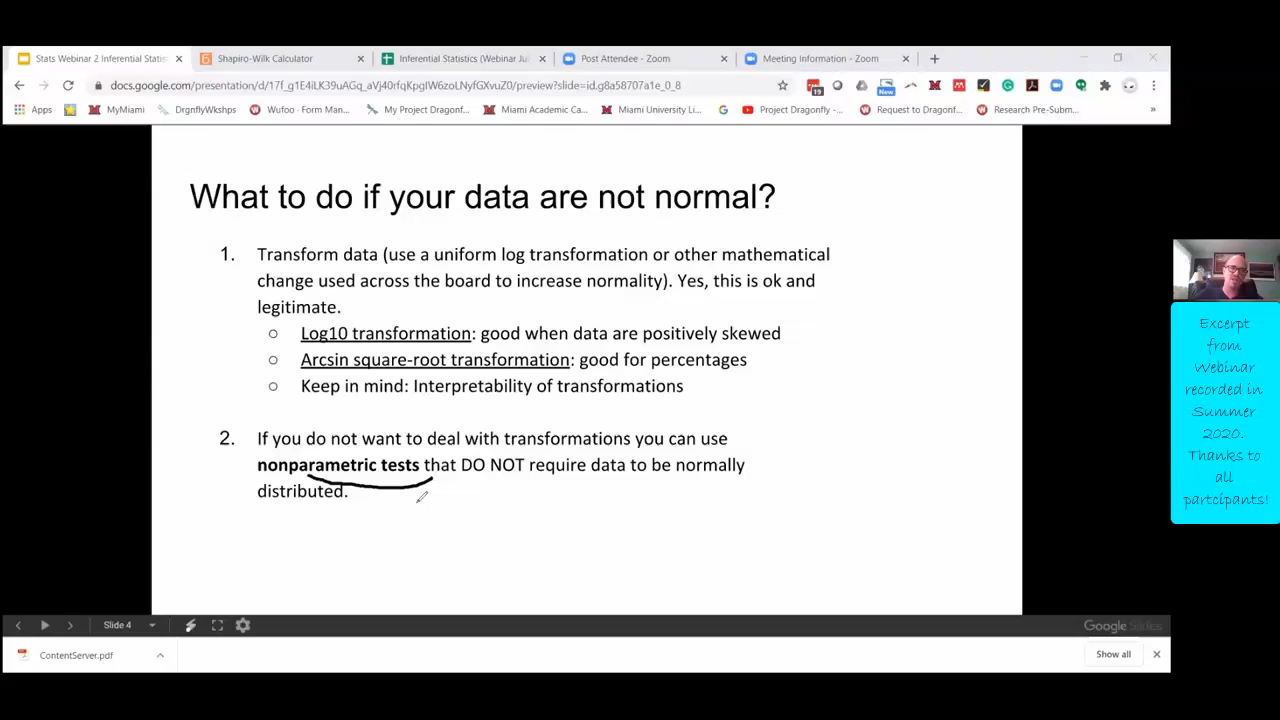 Stats Webinar 2 Inferential Statis
Shapiro-Wilk Calculator
Inferential Statistics (Webinar Jul
Post Attendee - Zoom
Meeting Information - Zoom
docs.google.com/presentation/d/17f_g1E4iLK39uAGq_aVj40rfqKpgIW6zoLNyfGXvuZ0/preview?slide=id.g8a58707a1e_0_8
19
New
Apps
MyMiami
DrgnflyWkshps
Wufoo - Form Man...
My Project Dragonf...
Miami Academic Ca...
Miami University Li...
Project Dragonfly -...
Request to Dragonf...
Research Pre-Subm...
»
What to do if your data are not normal?
1. Transform data (use a uniform log transformation or other mathematical
change used across the board to increase normality). Yes, this is ok and
legitimate.
○ Log10 transformation: good when data are positively skewed
○ Arcsin square-root transformation: good for percentages
○ Keep in mind: Interpretability of transformations
2. If you do not want to deal with transformations you can use
nonparametric tests that DO NOT require data to be normally
distributed.
Excerpt
from
Webinar
recorded in
Summer
2020.
Thanks to
all
partcipants!
Slide 4
Google Slides
ContentServer.pdf
Show all